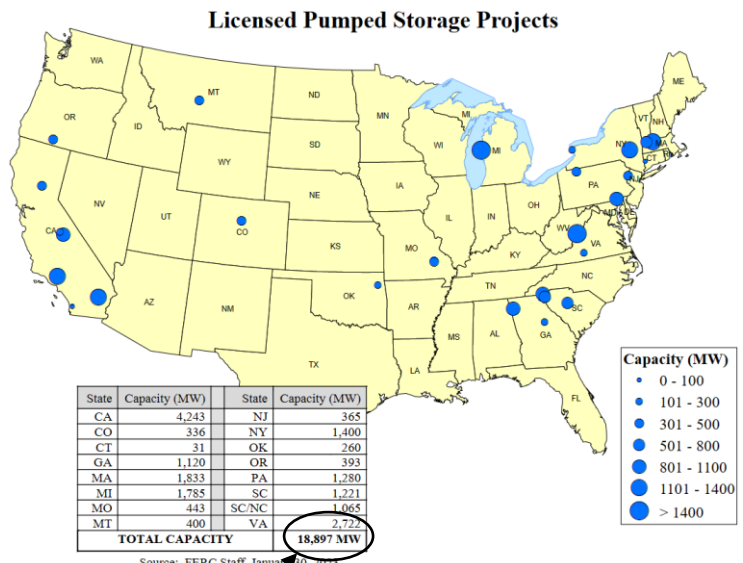 Licensed Pumped Storage Projects
WA
MT
ND
MN
ME
OR
ID
SD
WI
MI
MI
VT
NH
NY
MA
CT
WY
IA
PA
NV
UT
NE
IL
IN
OH
MD
DE
CA
CO
KS
MO
WV
VA
KY
NC
AZ
NM
OK
AR
TN
SC
MS
AL
GA
TX
LA
FL
Capacity (MW)
0 - 100
101 - 300
301 - 500
501 - 800
801 - 1100
1101 - 1400
> 1400
State Capacity (MW) State Capacity (MW)
CA 4,243 NJ 365
CO 336 NY 1,400
CT 31 OK 260
GA 1,120 OR 393
MA 1,833 PA 1,280
MI 1,785 SC 1,221
MO 443 SC/NC 1,065
MT 400 VA 2,722
TOTAL CAPACITY 18,897 MW
Source: FERC Staff, January 30, 2023